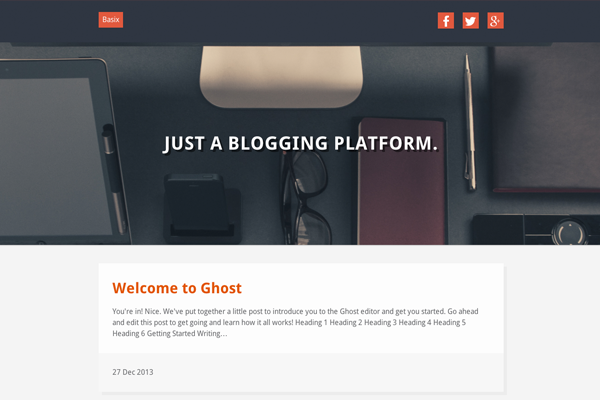 Basix
JUST A BLOGGING PLATFORM.
Welcome to Ghost
You're in! Nice. We've put together a little post to introduce you to the Ghost editor and get you started. Go ahead
and edit this post to get going and learn how it all works! Heading 1 Heading 2 Heading 3 Heading 4 Heading 5
Heading 6 Getting Started Writing…
27 Dec 2013